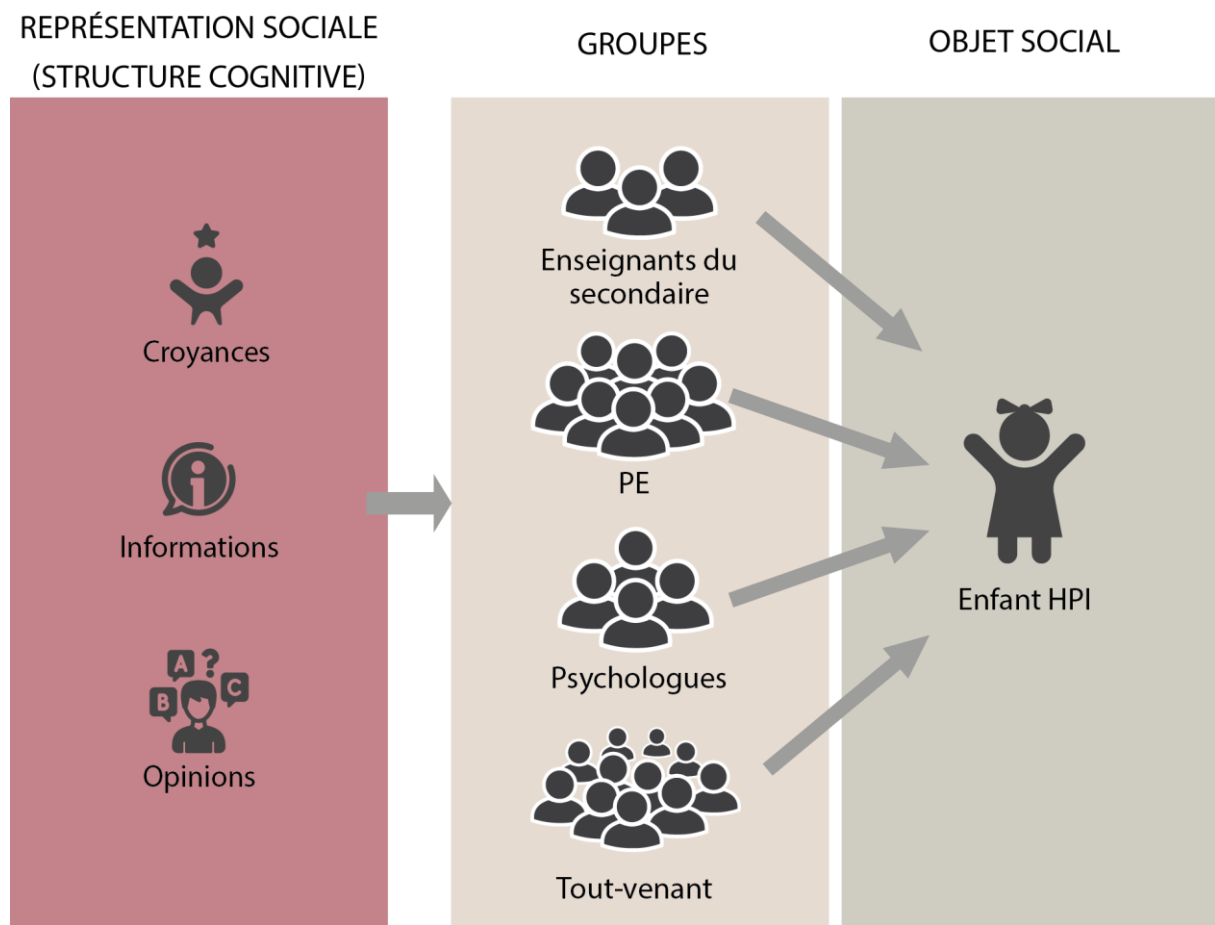 REPRÉSENTATION SOCIALE
(STRUCTURE COGNITIVE)
GROUPES
OBJET SOCIAL
Croyances
Informations
A
?
B
C
Opinions
Enseignants du
secondaire
PE
Psychologues
Tout-venant
Enfant HPI